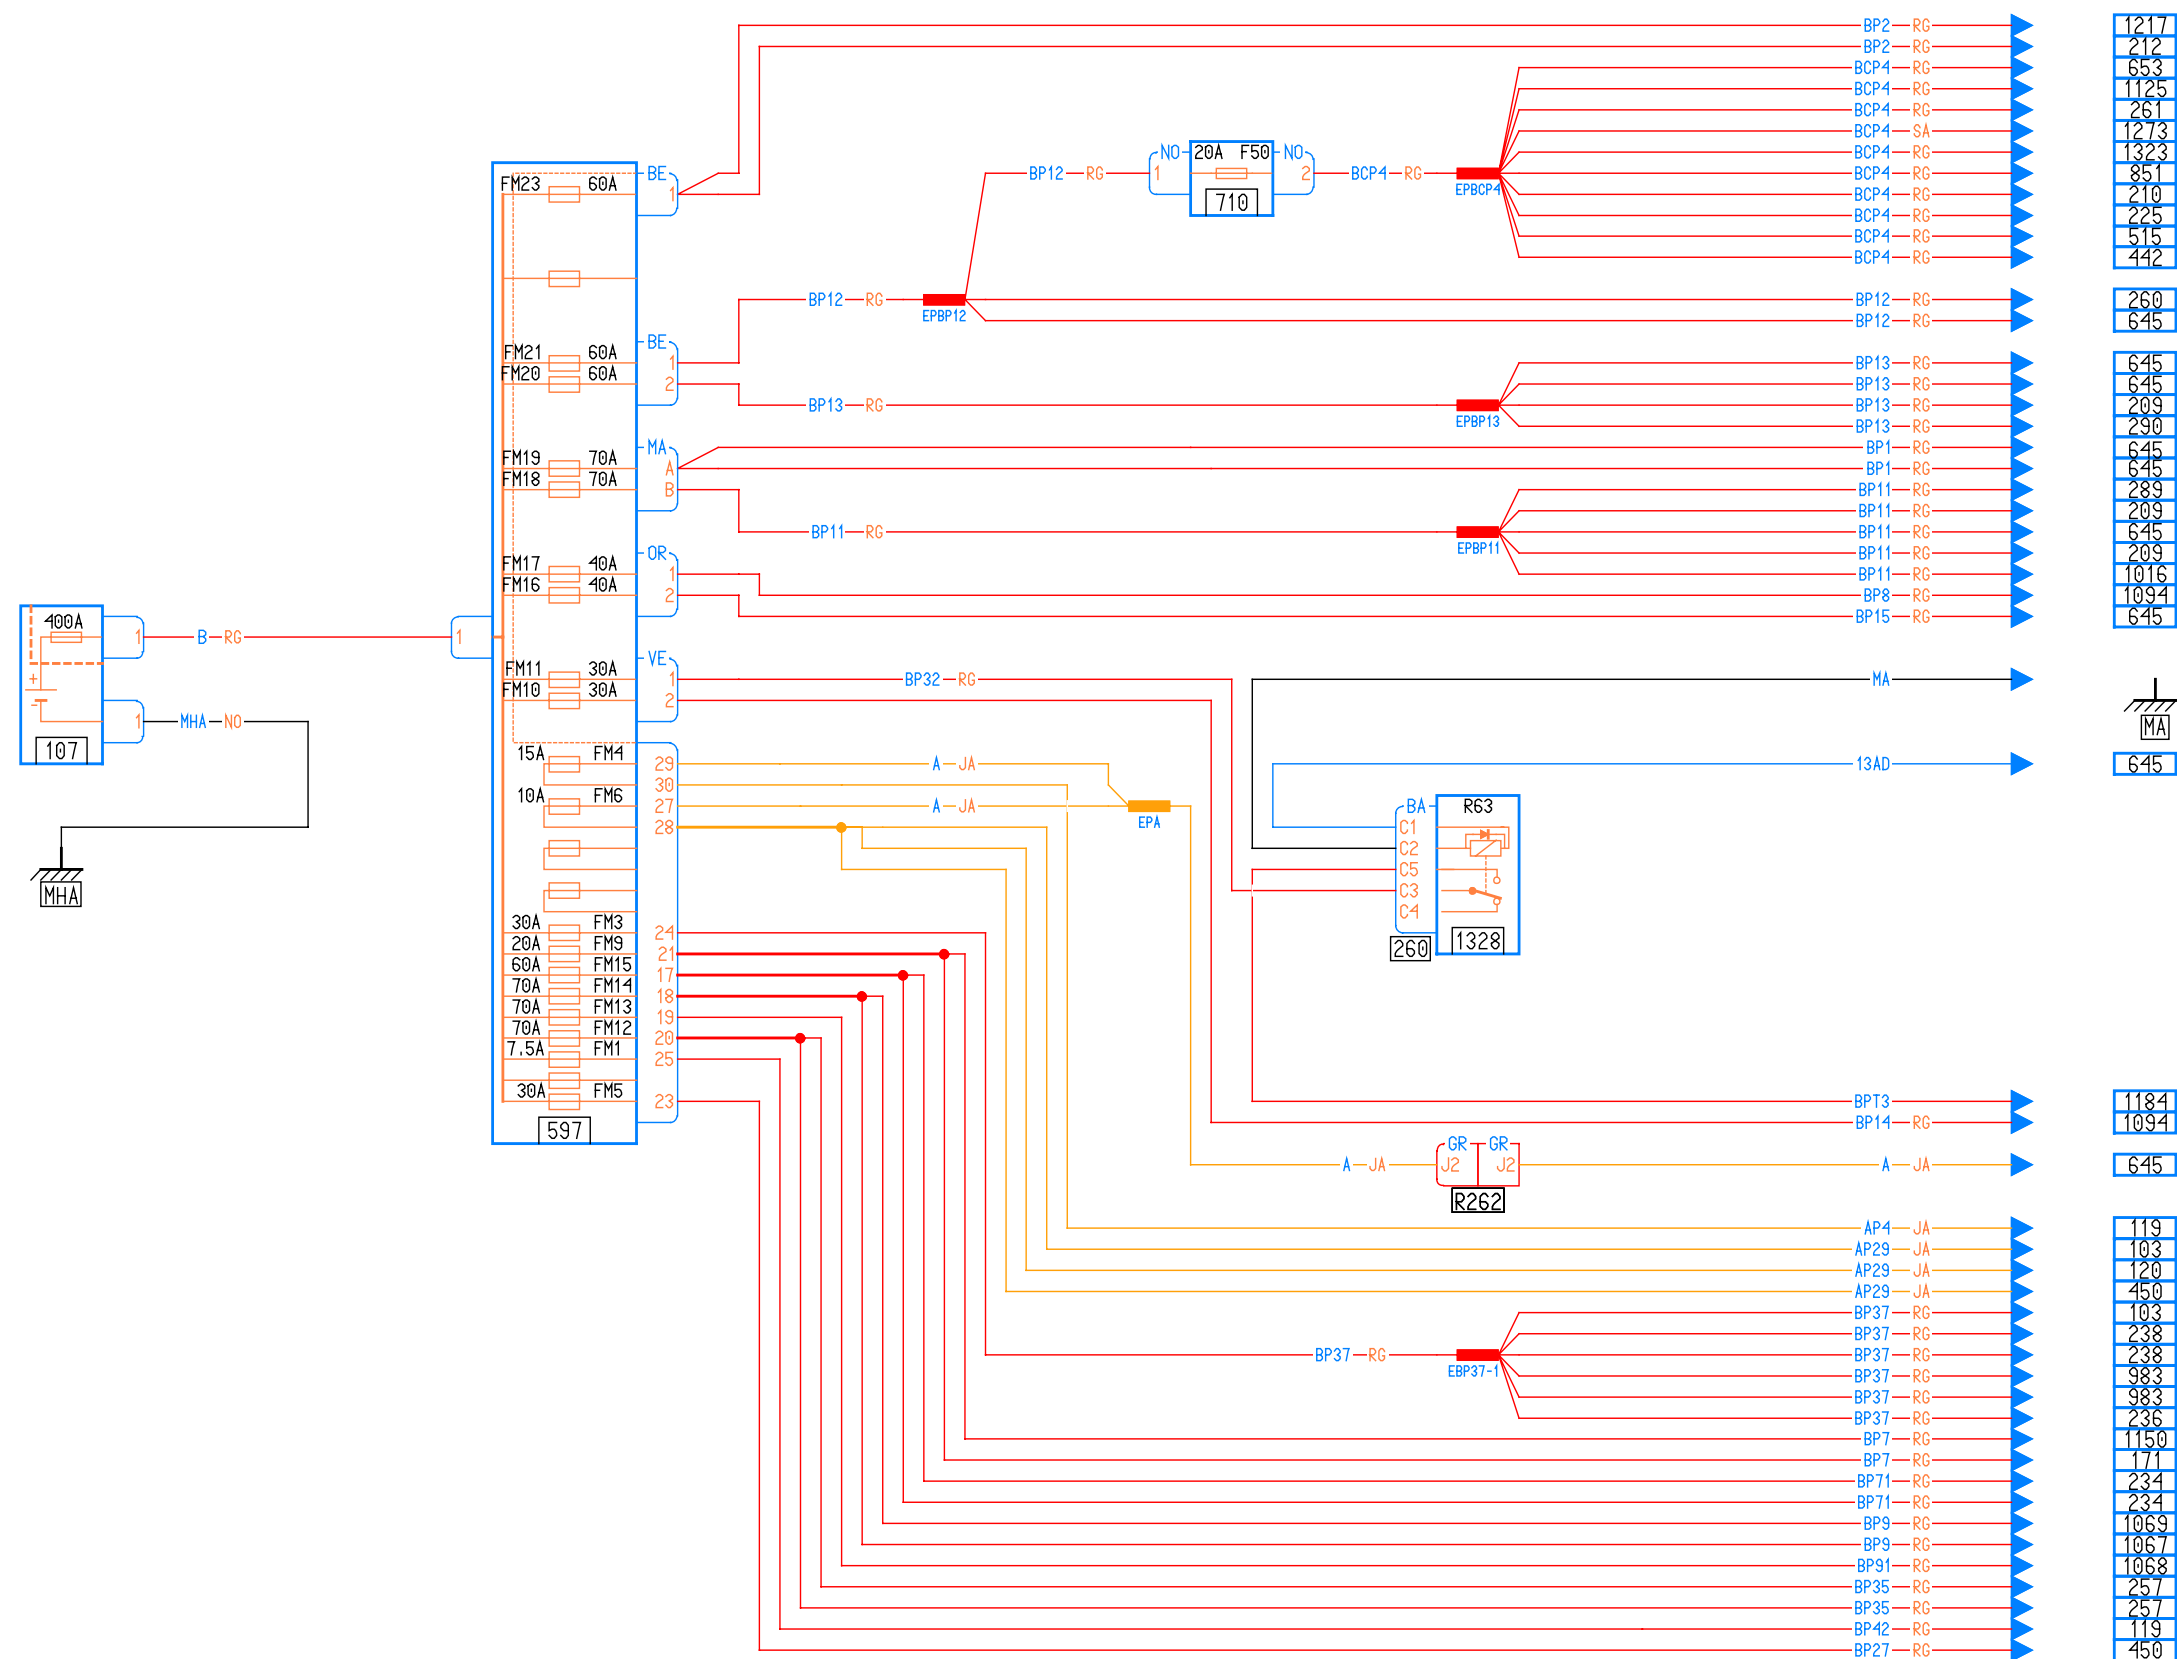 BP2 RG 1217
BP2 RG 212
BCP4 RG 653
BCP4 RG 1125
BCP4 RG 261
BCP4 SA 1273
NO 20A F50 NO BCP4 RG 1323
BE BP12 RG 1 2 BCP4 RG EPBCP4 BCP4 RG 851
FM23 60A 1 710 BCP4 RG 210
BCP4 RG 225
BCP4 RG 515
BCP4 RG 442
BP12 RG EPBP12 BP12 RG 260
BP12 RG 645
BE
FM21 60A 1 BP13 RG 645
FM20 60A 2 BP13 RG 645
BP13 RG EPBP13 BP13 RG 209
BP13 RG 290
MA BP1 RG 645
FM19 70A A BP1 RG 645
FM18 70A B BP11 RG 289
BP11 RG 209
BP11 RG EPBP11 BP11 RG 645
OR BP11 RG 209
FM17 40A 1 BP11 RG 1016
FM16 40A 2 BP8 RG 1094
BP15 RG 645
400A
1 B RG 1
VE
+ FM11 30A 1 BP32 RG MA
- FM10 30A 2
1 MHA NO MA
107
15A FM4 29 A JA 13AD 645
30
10A FM6 27 A JA EPA BA R63
28 C1
C2
C5
MHA C3
C4
30A FM3 24
20A FM9 21 260 1328
60A FM15 17
70A FM14 18
70A FM13 19
70A FM12 20
7.5A FM1 25
30A FM5 23 BPT3 1184
BP14 RG 1094
597
GR GR
A JA J2 J2 A JA 645
R262
AP4 JA 119
AP29 JA 103
AP29 JA 120
AP29 JA 450
BP37 RG 103
BP37 RG 238
BP37 RG EBP37-1 BP37 RG 238
BP37 RG 983
BP37 RG 983
BP37 RG 236
BP7 RG 1150
BP7 RG 171
BP71 RG 234
BP71 RG 234
BP9 RG 1069
BP9 RG 1067
BP91 RG 1068
BP35 RG 257
BP35 RG 257
BP42 RG 119
BP27 RG 450